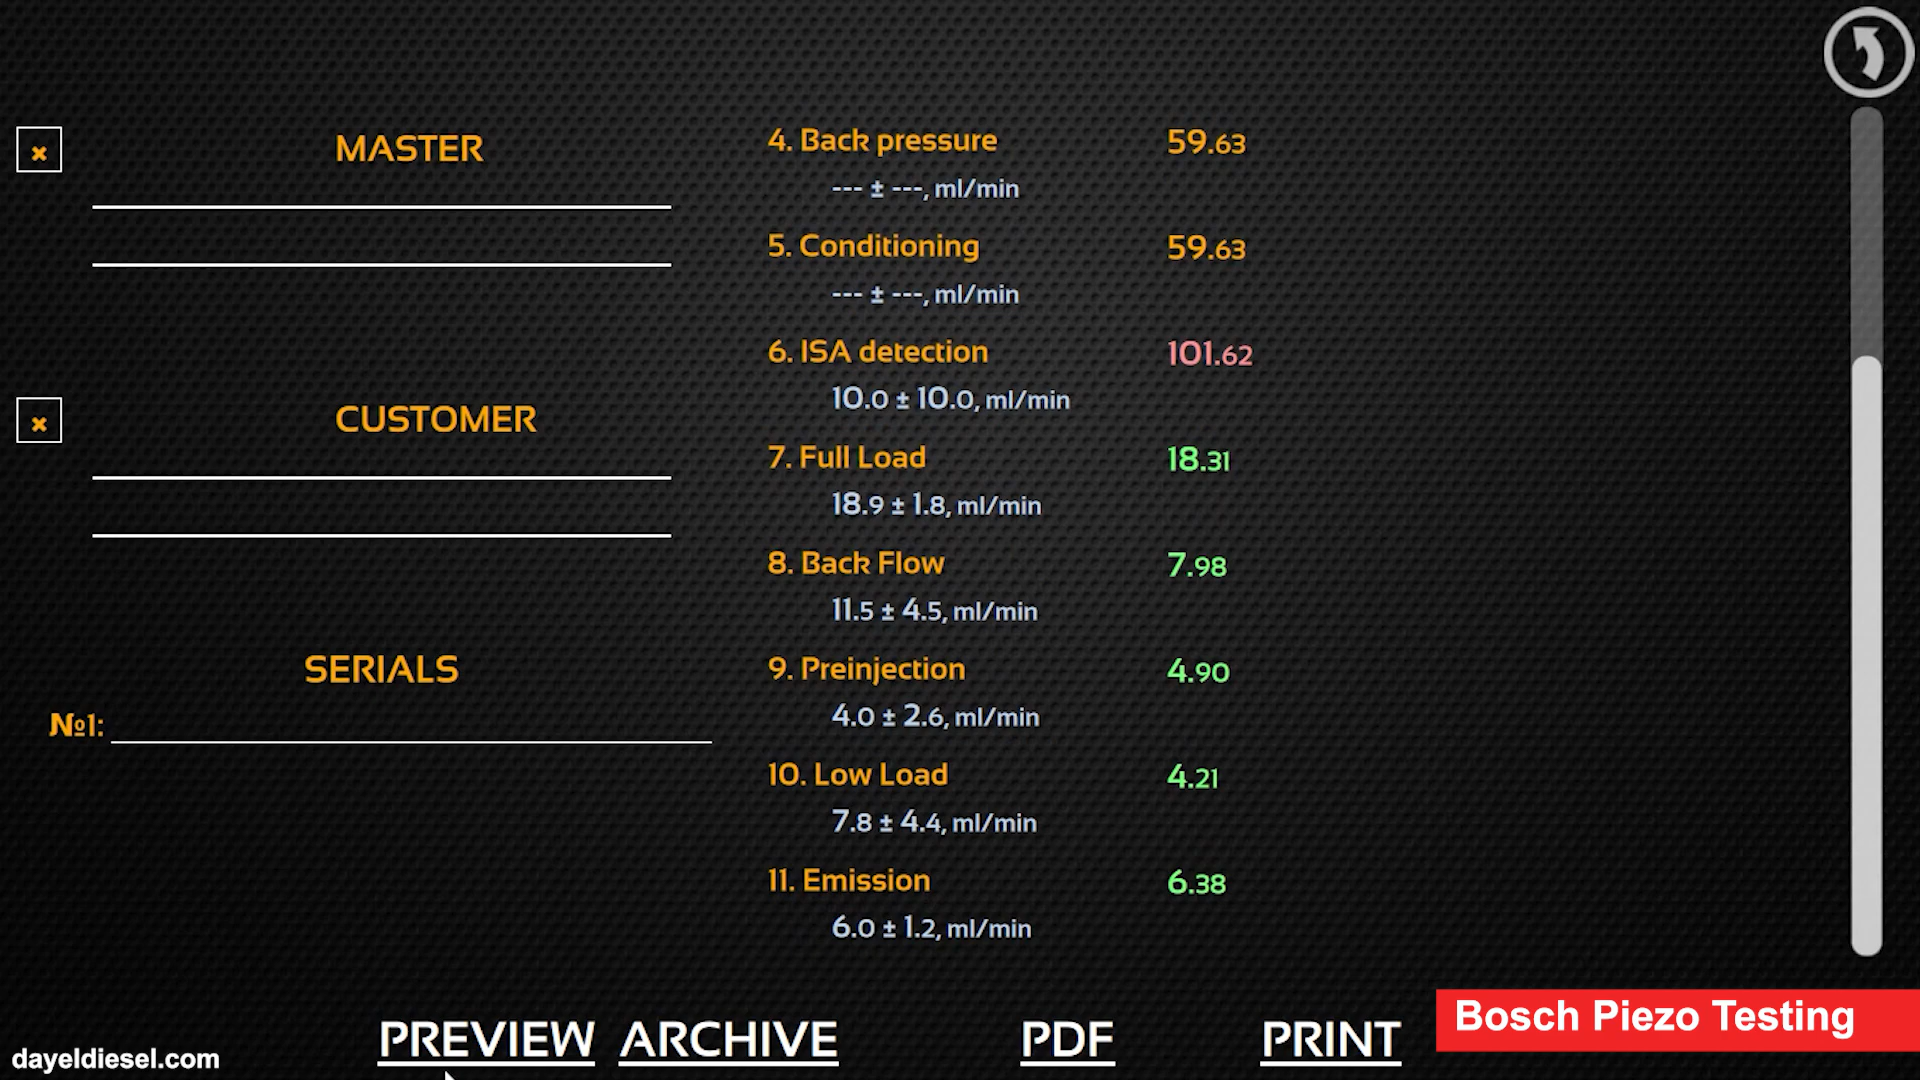 MASTER
CUSTOMER
SERIALS
№1:
4. Back pressure 59.63
--- ± ---, ml/min
5. Conditioning 59.63
--- ± ---, ml/min
6. ISA detection 101.62
10.0 ± 10.0, ml/min
7. Full Load 18.31
18.9 ± 1.8, ml/min
8. Back Flow 7.98
11.5 ± 4.5, ml/min
9. Preinjection 4.90
4.0 ± 2.6, ml/min
10. Low Load 4.21
7.8 ± 4.4, ml/min
11. Emission 6.38
6.0 ± 1.2, ml/min
PREVIEW ARCHIVE PDF PRINT
Bosch Piezo Testing
dayeldiesel.com